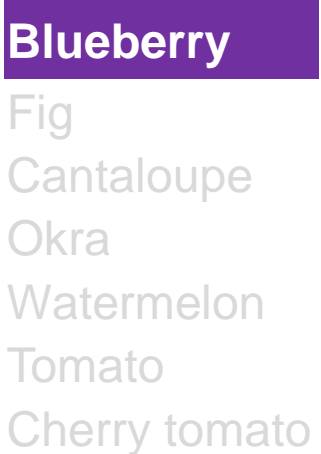 Blueberry
Fig
Cantaloupe
Okra
Watermelon
Tomato
Cherry tomato